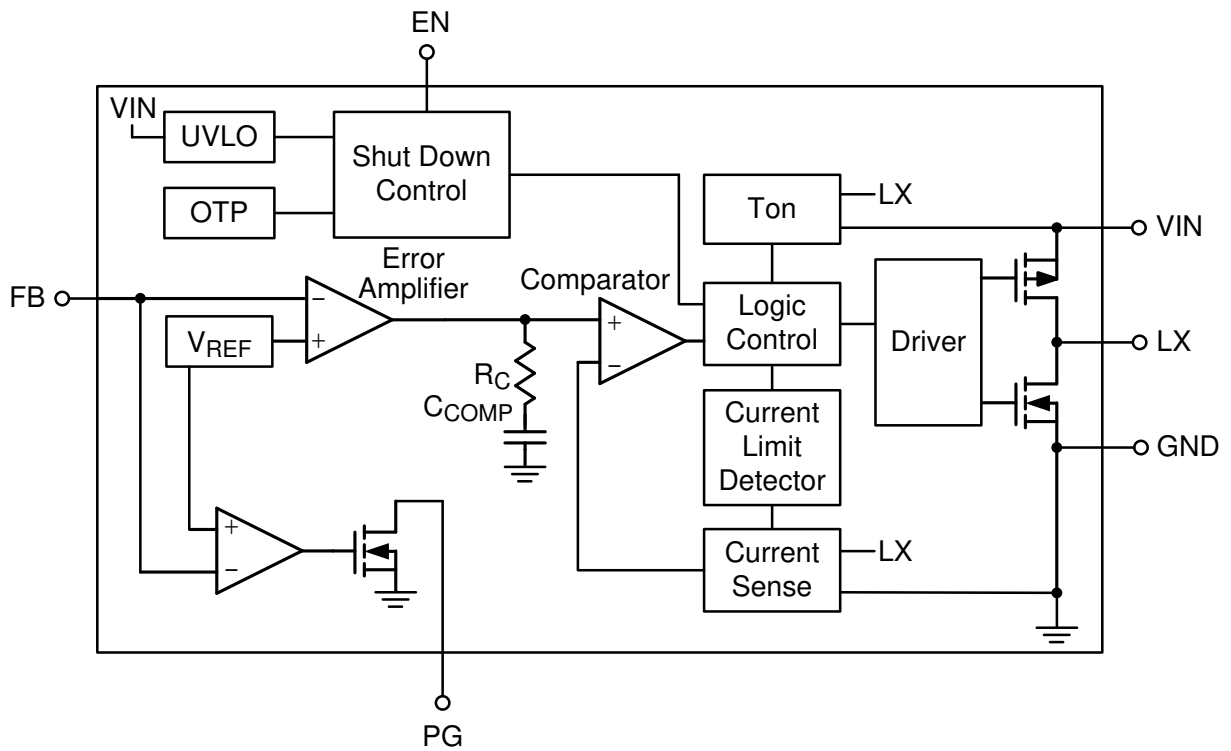 EN
VIN
UVLO
Shut Down
Control
OTP
Ton
LX
VIN
FB
Error
Amplifier
−
+
VREF
Comparator
+
−
Logic
Control
Driver
LX
RC
CCOMP
Current
Limit
Detector
GND
+
−
Current
Sense
LX
PG